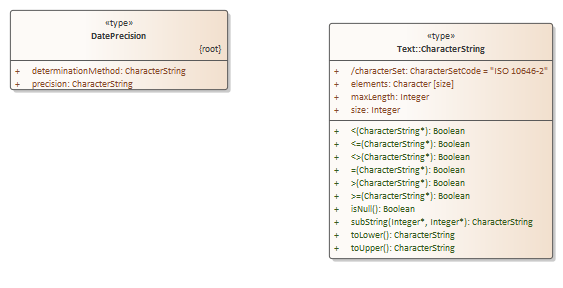 «type»
DatePrecision
{root}
+ determinationMethod: CharacterString
+ precision: CharacterString
«type»
Text::CharacterString
+ /characterSet: CharacterSetCode = "ISO 10646-2"
+ elements: Character [size]
+ maxLength: Integer
+ size: Integer
+ <(CharacterString*): Boolean
+ <=(CharacterString*): Boolean
+ <>(CharacterString*): Boolean
+ =(CharacterString*): Boolean
+ >(CharacterString*): Boolean
+ >=(CharacterString*): Boolean
+ isNull(): Boolean
+ subString(Integer*, Integer*): CharacterString
+ toLower(): CharacterString
+ toUpper(): CharacterString